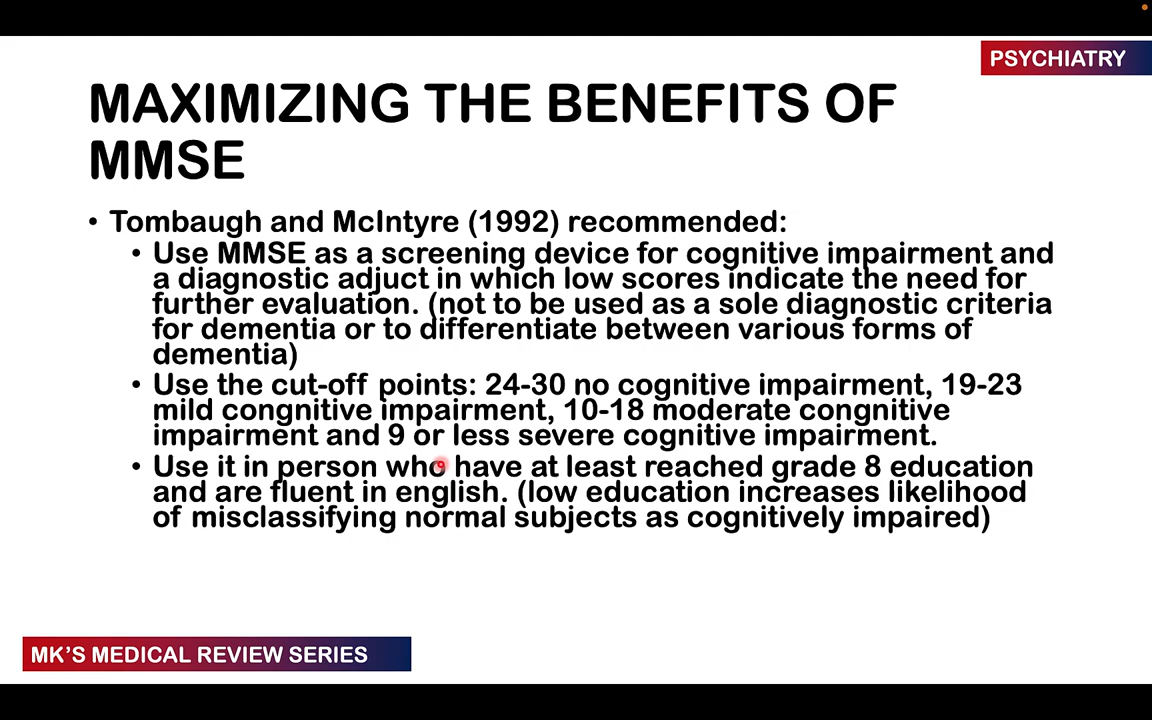 PSYCHIATRY
MAXIMIZING THE BENEFITS OF
MMSE
• Tombaugh and McIntyre (1992) recommended:
• Use MMSE as a screening device for cognitive impairment and
a diagnostic adjuct in which low scores indicate the need for
further evaluation. (not to be used as a sole diagnostic criteria
for dementia or to differentiate between various forms of
dementia)
• Use the cut-off points: 24-30 no cognitive impairment, 19-23
mild congnitive impairment, 10-18 moderate congnitive
impairment and 9 or less severe cognitive impairment.
• Use it in person who have at least reached grade 8 education
and are fluent in english. (low education increases likelihood
of misclassifying normal subjects as cognitively impaired)
MK'S MEDICAL REVIEW SERIES